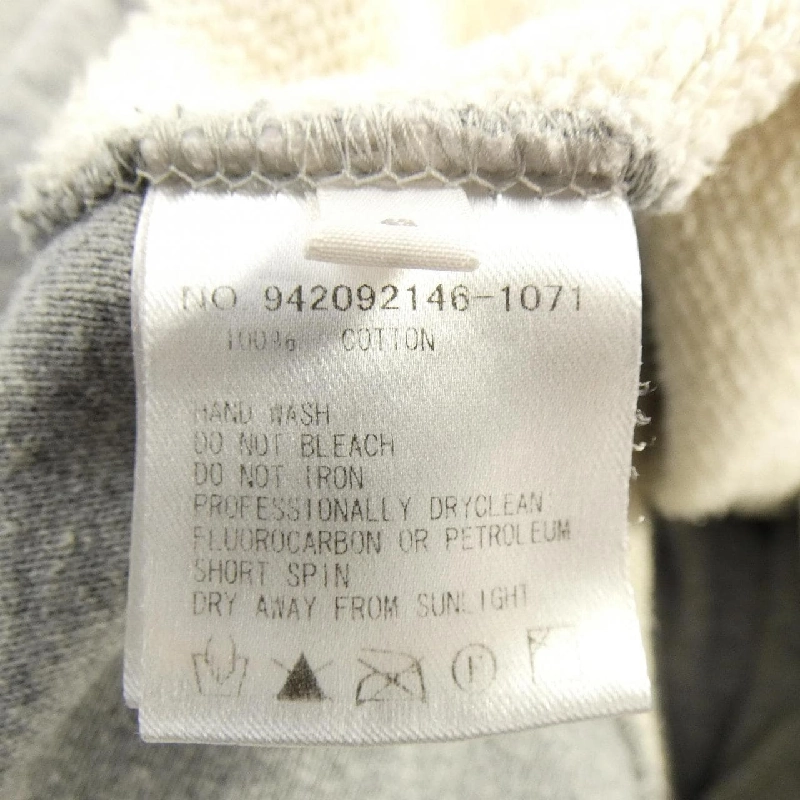 NO 942092146-1071
100% COTTON
HAND WASH
DO NOT BLEACH
DO NOT IRON
PROFESSIONALLY DRYCLEAN
FLUOROCARBON OR PETROLEUM
SHORT SPIN
DRY AWAY FROM SUNLIGHT
F